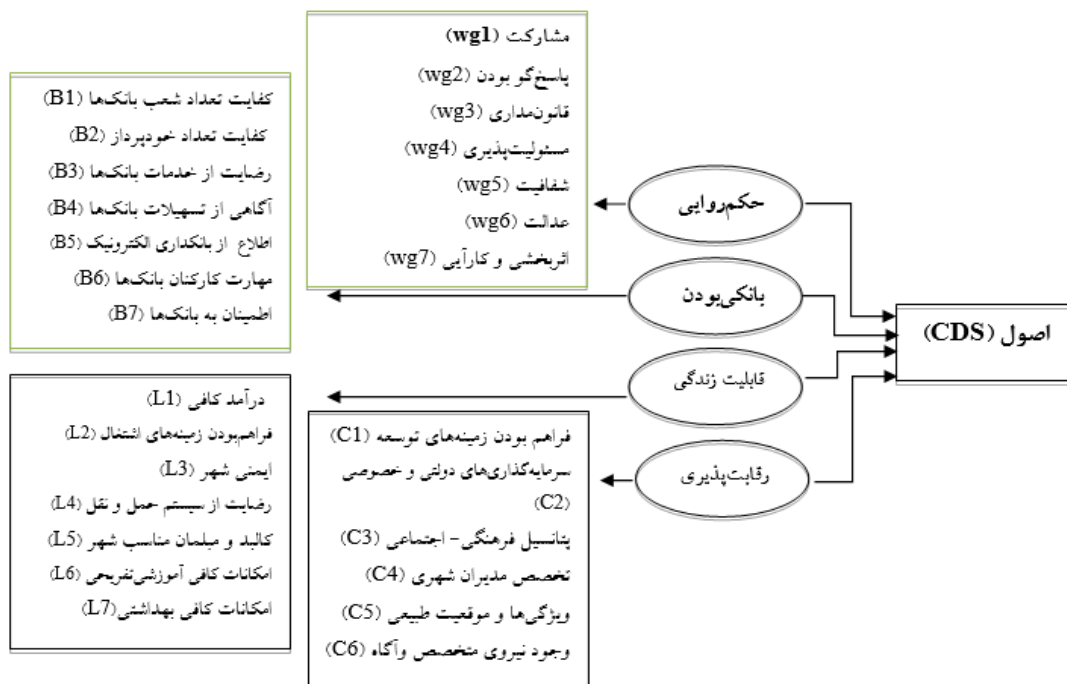 اصول (CDS)
حکم‌روایی
مشارکت (wg1)
پاسخ‌گو بودن (wg2)
قانون‌مداری (wg3)
مسئولیت‌پذیری (wg4)
شفافیت (wg5)
عدالت (wg6)
اثربخشی و کارآیی (wg7)
بانکی‌بودن
کفایت تعداد شعب بانک‌ها (B1)
کفایت تعداد خودپرداز (B2)
رضایت از خدمات بانک‌ها (B3)
آگاهی از تسهیلات بانک‌ها (B4)
اطلاع از بانکداری الکترونیک (B5)
مهارت کارکنان بانک‌ها (B6)
اطمینان به بانک‌ها (B7)
قابلیت زندگی
درآمد کافی (L1)
فراهم‌بودن زمینه‌های اشتغال (L2)
ایمنی شهر (L3)
رضایت از سیستم حمل و نقل (L4)
کالبد و مبلمان مناسب شهر (L5)
امکانات کافی آموزشی‌تفریحی (L6)
امکانات کافی بهداشتی(L7)
رقابت‌پذیری
فراهم بودن زمینه‌های توسعه (C1)
سرمایه‌گذاری‌های دولتی و خصوصی
(C2)
پتانسیل فرهنگی- اجتماعی (C3)
تخصص مدیران شهری (C4)
ویژگی‌ها و موقعیت طبیعی (C5)
وجود نیروی متخصص وآگاه (C6)